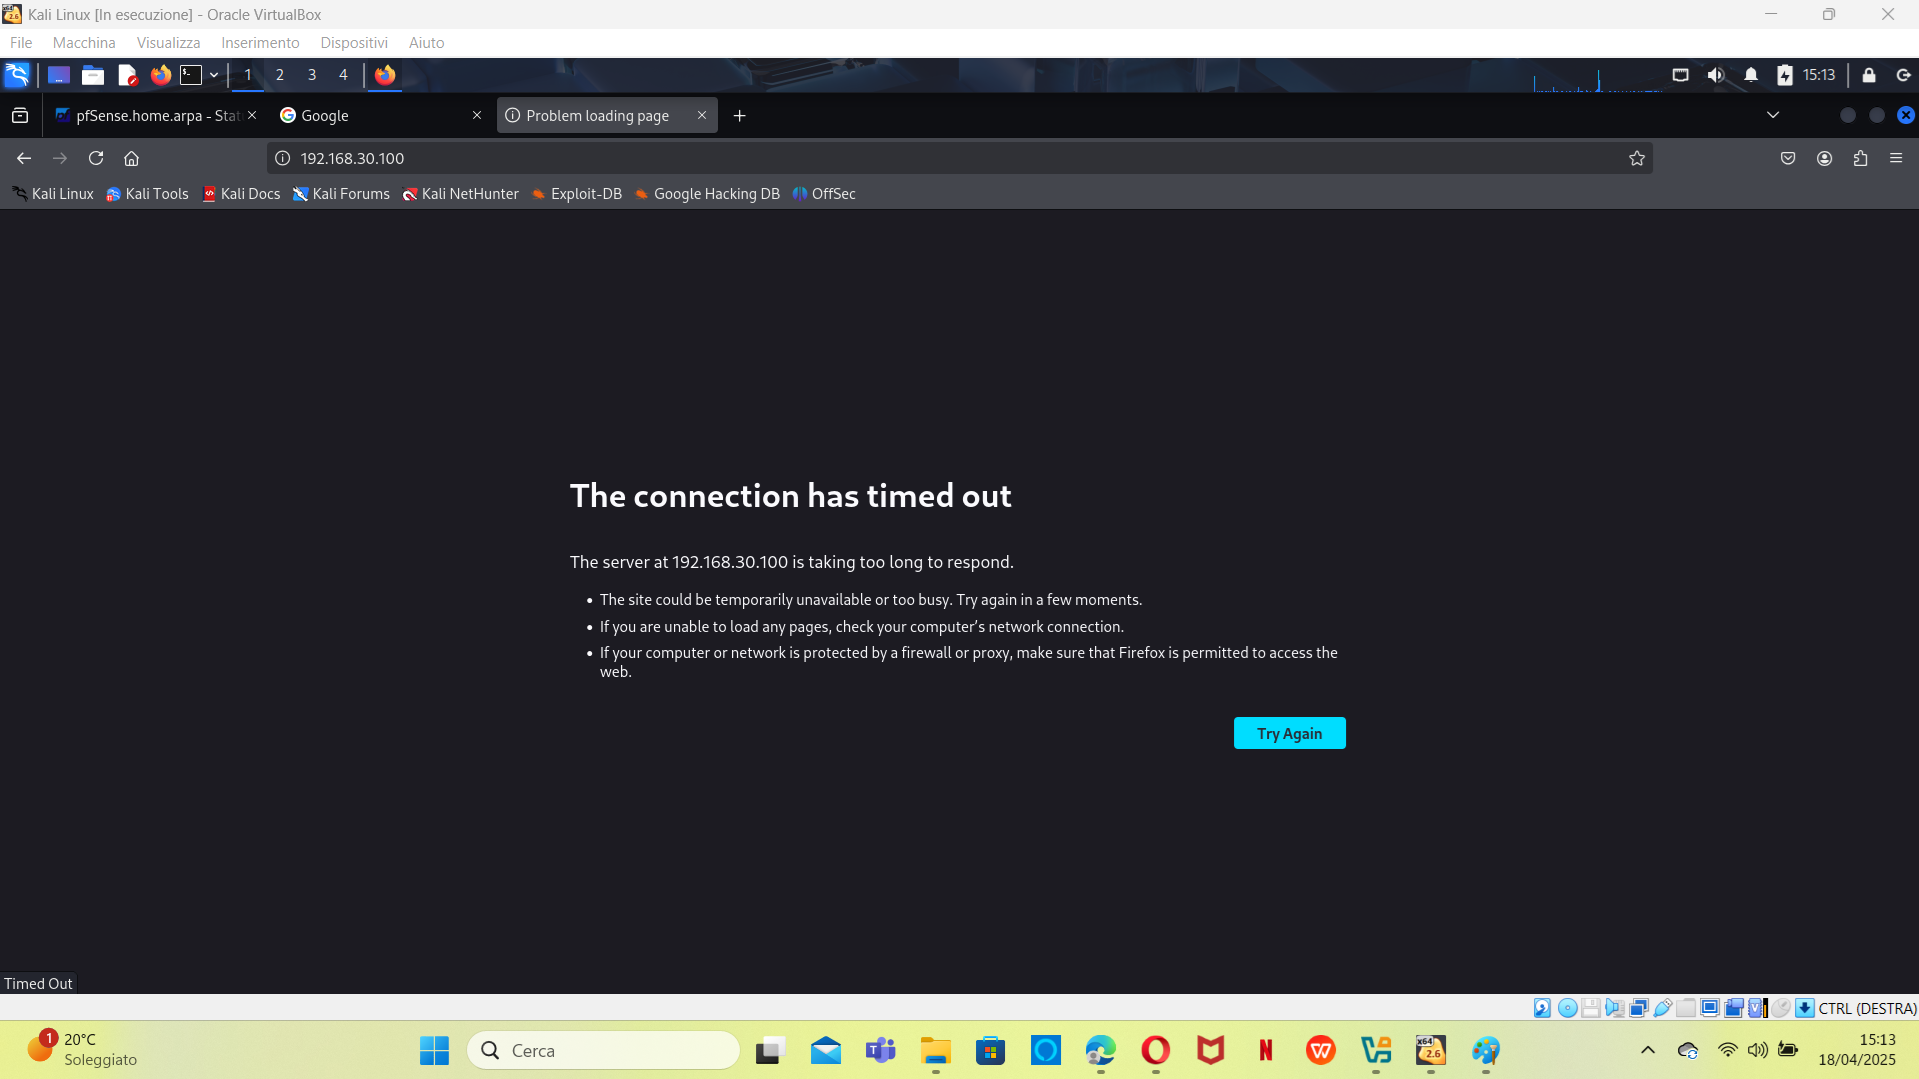 Kali Linux [In esecuzione] - Oracle VirtualBox
File Macchina Visualizza Inserimento Dispositivi Aiuto
1 2 3 4 15:13
pfSense.home.arpa - Stat Google Problem loading page
192.168.30.100
Kali Linux Kali Tools Kali Docs Kali Forums Kali NetHunter Exploit-DB Google Hacking DB OffSec
The connection has timed out
The server at 192.168.30.100 is taking too long to respond.
• The site could be temporarily unavailable or too busy. Try again in a few moments.
• If you are unable to load any pages, check your computer’s network connection.
• If your computer or network is protected by a firewall or proxy, make sure that Firefox is permitted to access the
web.
Try Again
Timed Out
CTRL (DESTRA)
1 20°C
Soleggiato
Cerca
x64
2.6
15:13
18/04/2025